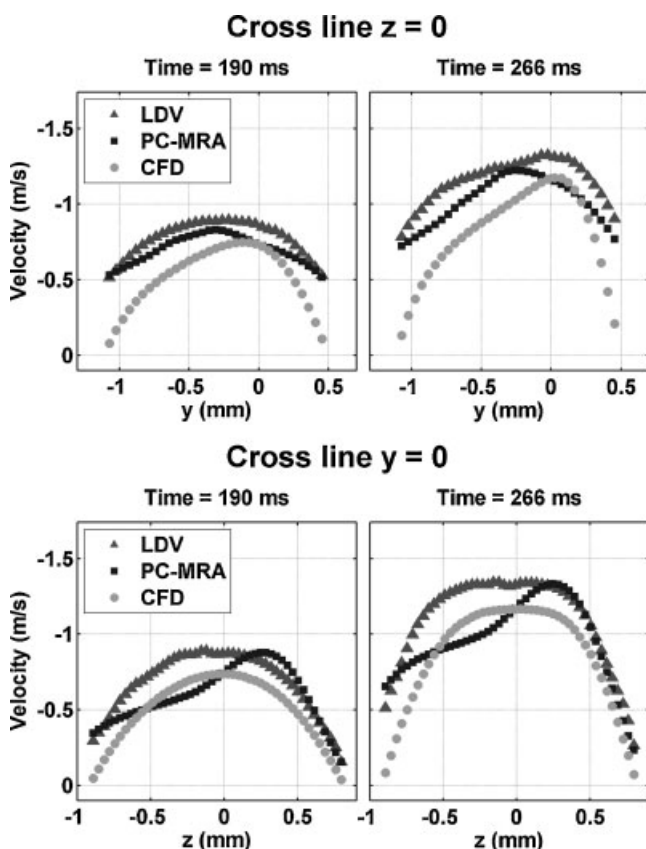 Cross line z = 0
Time = 190 ms
Time = 266 ms
LDV
PC-MRA
CFD
Velocity (m/s)
-1.5
-1
-0.5
0
-1
-0.5
0
0.5
y (mm)
-1
-0.5
0
0.5
y (mm)
Cross line y = 0
Time = 190 ms
Time = 266 ms
LDV
PC-MRA
CFD
Velocity (m/s)
-1.5
-1
-0.5
0
-1
-0.5
0
0.5
z (mm)
-1
-0.5
0
0.5
z (mm)